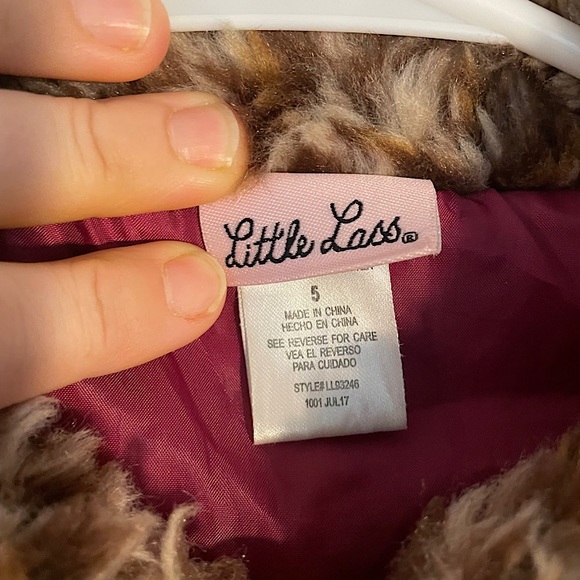 Little Lass®
5
MADE IN CHINA
HECHO EN CHINA
SEE REVERSE FOR CARE
VEA EL REVERSO
PARA CUIDADO
STYLE# LL93246
1001 JUL17